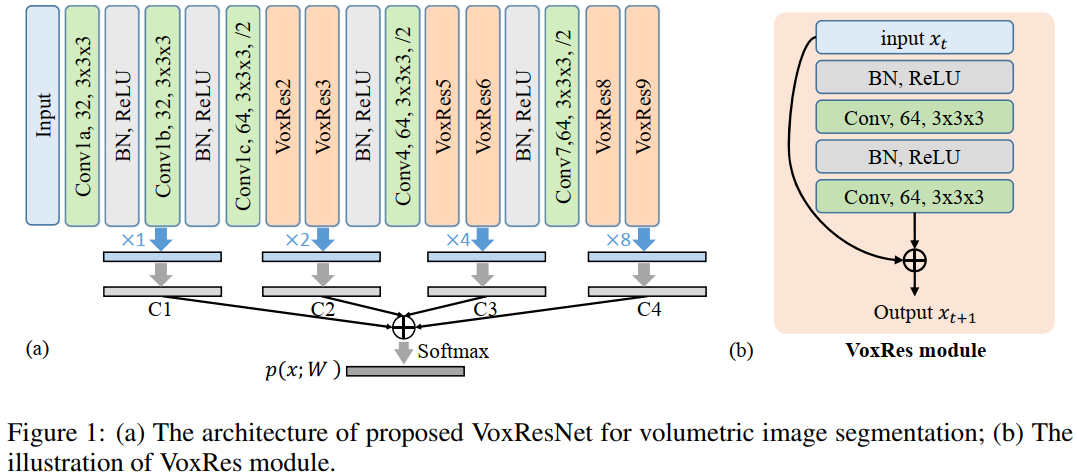 Input
Conv1a, 32, 3x3x3
BN, ReLU
Conv1b, 32, 3x3x3
BN, ReLU
Conv1c, 64, 3x3x3, /2
VoxRes2
VoxRes3
BN, ReLU
Conv4, 64, 3x3x3, /2
VoxRes5
VoxRes6
BN, ReLU
Conv7,64, 3x3x3, /2
VoxRes8
VoxRes9
×1
×2
×4
×8
C1
C2
C3
C4
Softmax
p(x;W)
(a)
input xₜ
BN, ReLU
Conv, 64, 3x3x3
BN, ReLU
Conv, 64, 3x3x3
Output xₜ₊₁
(b)
VoxRes module
Figure 1: (a) The architecture of proposed VoxResNet for volumetric image segmentation; (b) The
illustration of VoxRes module.